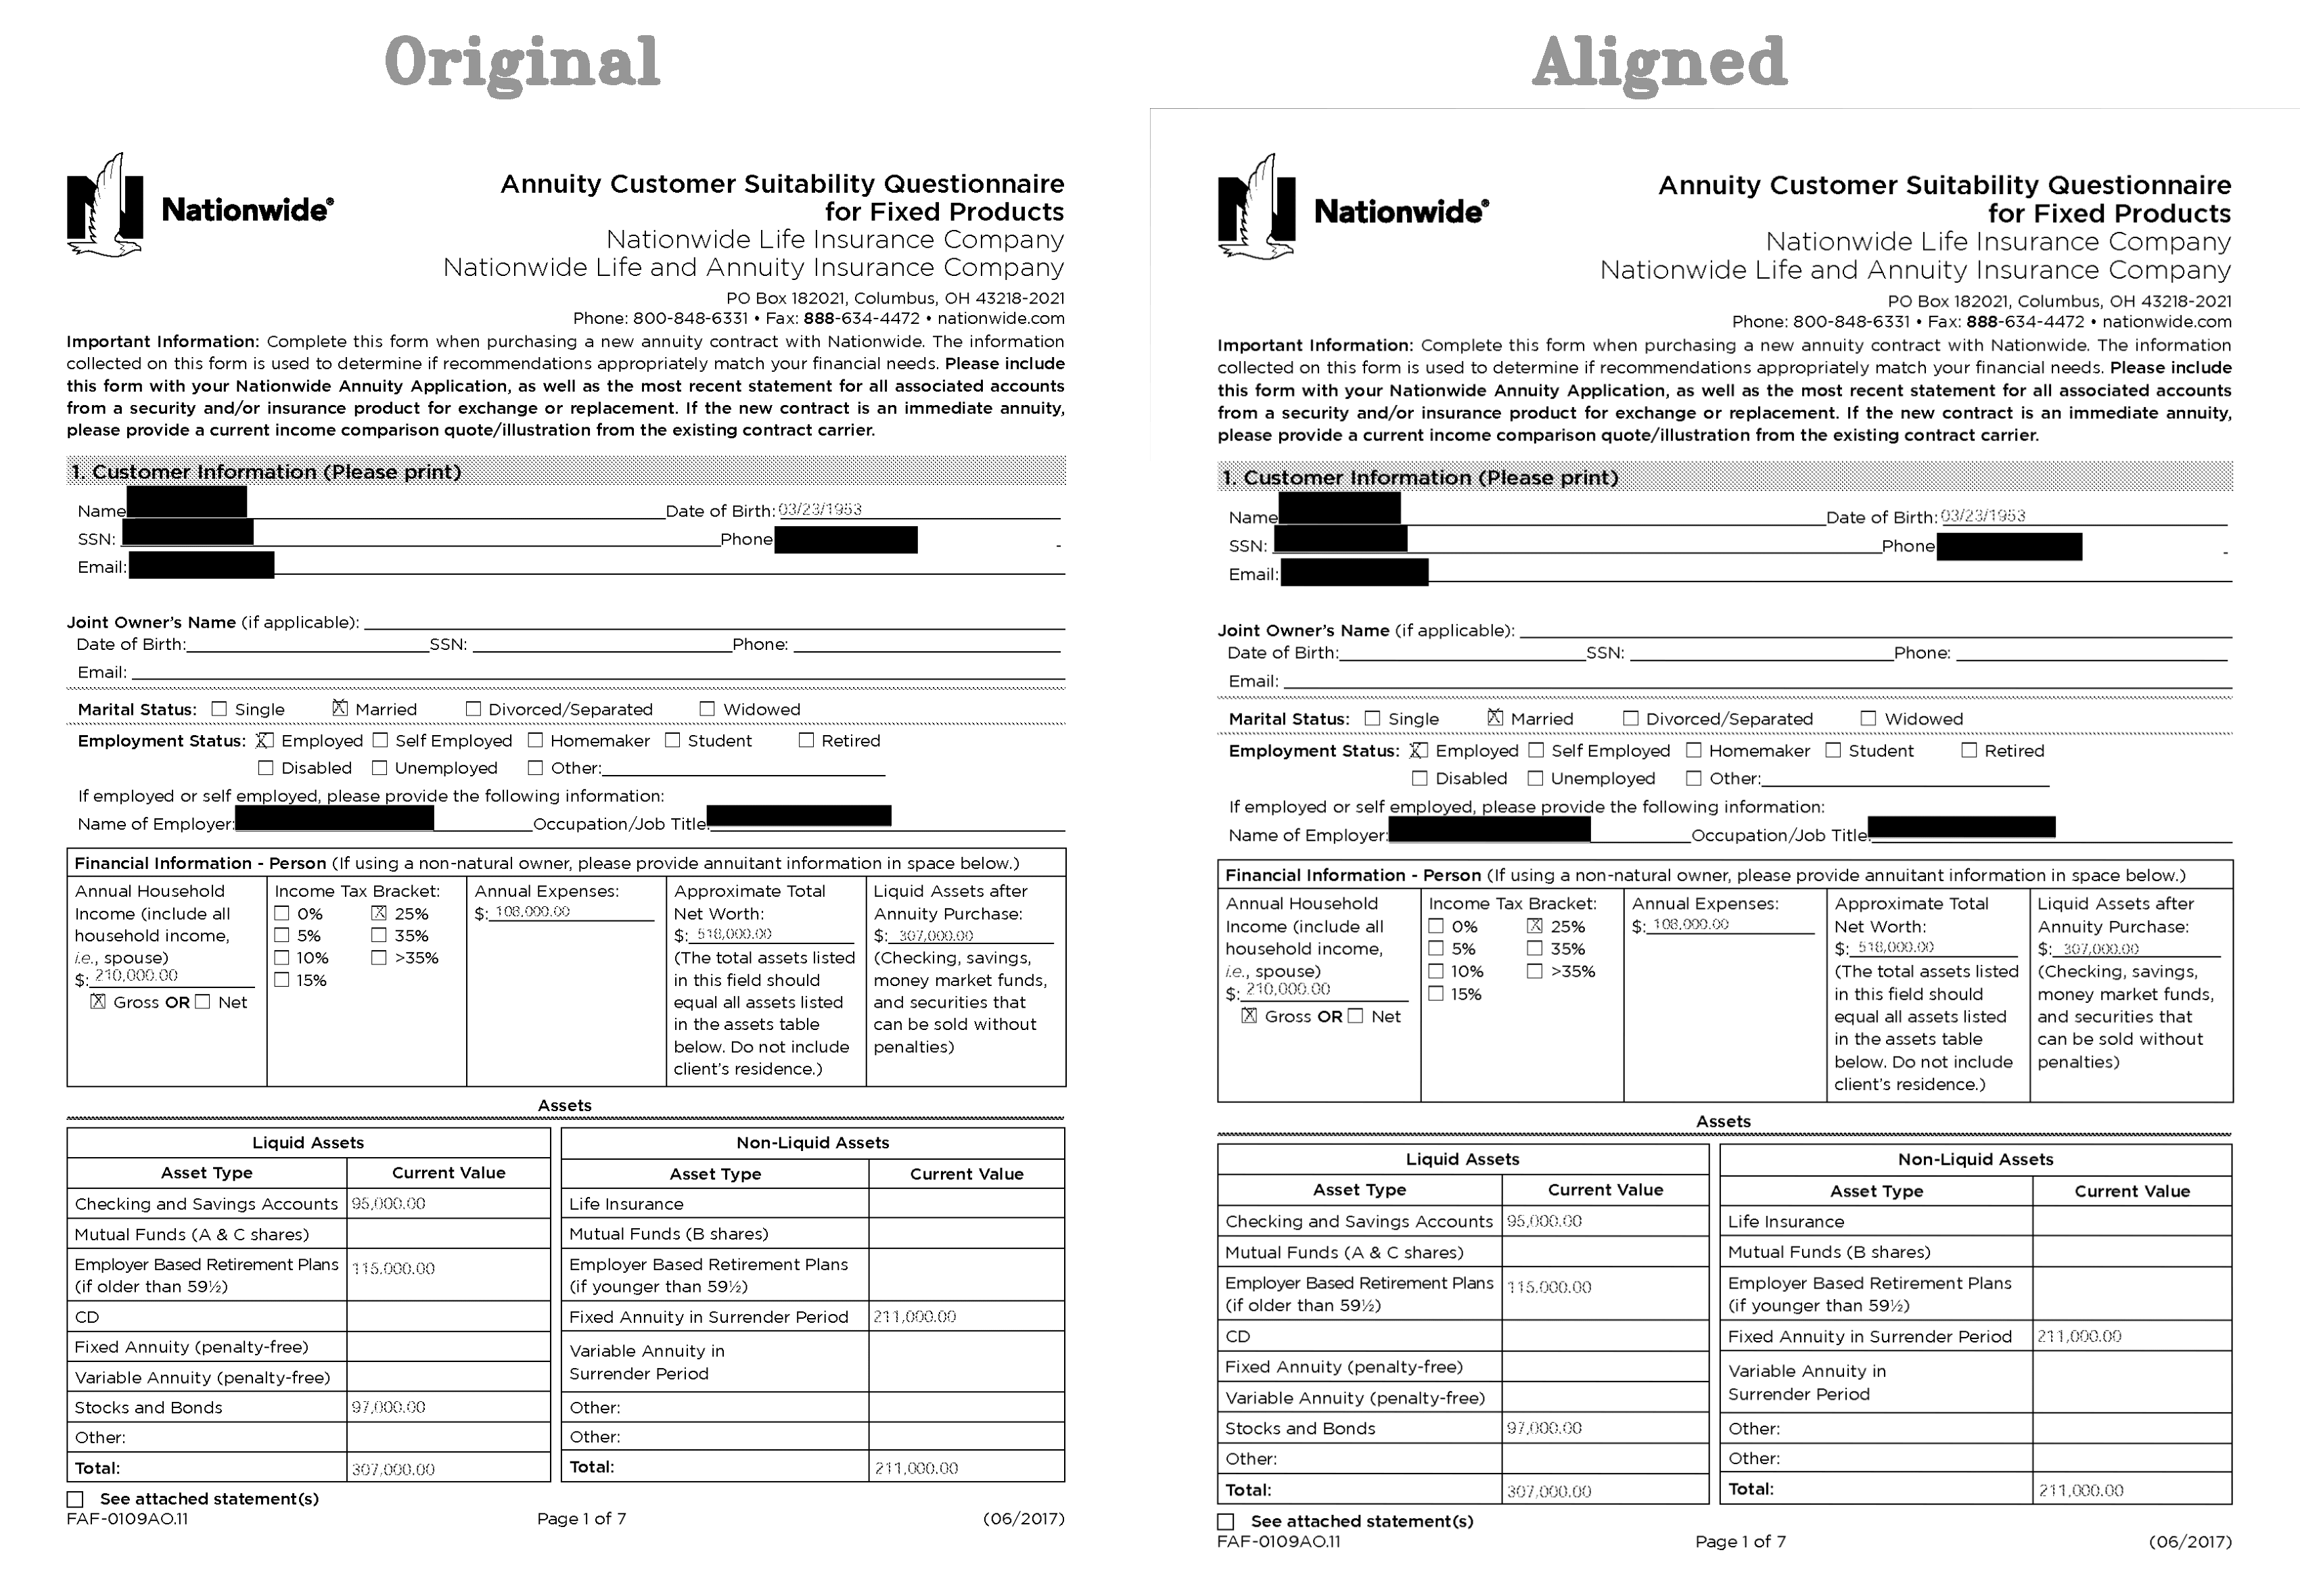 Original
Nationwide®
Annuity Customer Suitability Questionnaire
for Fixed Products
Nationwide Life Insurance Company
Nationwide Life and Annuity Insurance Company
PO Box 182021, Columbus, OH 43218-2021
Phone: 800-848-6331 • Fax: 888-634-4472 • nationwide.com
Important Information: Complete this form when purchasing a new annuity contract with Nationwide. The information
collected on this form is used to determine if recommendations appropriately match your financial needs. Please include
this form with your Nationwide Annuity Application, as well as the most recent statement for all associated accounts
from a security and/or insurance product for exchange or replacement. If the new contract is an immediate annuity,
please provide a current income comparison quote/illustration from the existing contract carrier.
1. Customer Information (Please print)
Name Date of Birth: 03/23/1953
SSN: Phone -
Email:
Joint Owner's Name (if applicable):
Date of Birth: SSN: Phone:
Email:
Marital Status: Single X Married Divorced/Separated Widowed
Employment Status: X Employed Self Employed Homemaker Student Retired
Disabled Unemployed Other:
If employed or self employed, please provide the following information:
Name of Employer: Occupation/Job Title:
Financial Information - Person (If using a non-natural owner, please provide annuitant information in space below.)
Annual Household
Income (include all
household income,
i.e., spouse)
$: 210,000.00
X Gross OR Net
Income Tax Bracket:
0% X 25%
5% 35%
10% >35%
15%
Annual Expenses:
$: 108,000.00
Approximate Total
Net Worth:
$: 518,000.00
(The total assets listed
in this field should
equal all assets listed
in the assets table
below. Do not include
client's residence.)
Liquid Assets after
Annuity Purchase:
$: 307,000.00
(Checking, savings,
money market funds,
and securities that
can be sold without
penalties)
Assets
Liquid Assets
Asset Type Current Value
Checking and Savings Accounts 95,000.00
Mutual Funds (A & C shares)
Employer Based Retirement Plans
(if older than 59½) 115,000.00
CD
Fixed Annuity (penalty-free)
Variable Annuity (penalty-free)
Stocks and Bonds 97,000.00
Other:
Total: 307,000.00
Non-Liquid Assets
Asset Type Current Value
Life Insurance
Mutual Funds (B shares)
Employer Based Retirement Plans
(if younger than 59½)
Fixed Annuity in Surrender Period 211,000.00
Variable Annuity in
Surrender Period
Other:
Other:
Total: 211,000.00
See attached statement(s)
FAF-0109AO.11 Page 1 of 7 (06/2017)
Aligned
Nationwide®
Annuity Customer Suitability Questionnaire
for Fixed Products
Nationwide Life Insurance Company
Nationwide Life and Annuity Insurance Company
PO Box 182021, Columbus, OH 43218-2021
Phone: 800-848-6331 • Fax: 888-634-4472 • nationwide.com
Important Information: Complete this form when purchasing a new annuity contract with Nationwide. The information
collected on this form is used to determine if recommendations appropriately match your financial needs. Please include
this form with your Nationwide Annuity Application, as well as the most recent statement for all associated accounts
from a security and/or insurance product for exchange or replacement. If the new contract is an immediate annuity,
please provide a current income comparison quote/illustration from the existing contract carrier.
1. Customer Information (Please print)
Name Date of Birth: 03/23/1953
SSN: Phone -
Email:
Joint Owner's Name (if applicable):
Date of Birth: SSN: Phone:
Email:
Marital Status: Single X Married Divorced/Separated Widowed
Employment Status: X Employed Self Employed Homemaker Student Retired
Disabled Unemployed Other:
If employed or self employed, please provide the following information:
Name of Employer: Occupation/Job Title:
Financial Information - Person (If using a non-natural owner, please provide annuitant information in space below.)
Annual Household
Income (include all
household income,
i.e., spouse)
$: 210,000.00
X Gross OR Net
Income Tax Bracket:
0% X 25%
5% 35%
10% >35%
15%
Annual Expenses:
$: 108,000.00
Approximate Total
Net Worth:
$: 518,000.00
(The total assets listed
in this field should
equal all assets listed
in the assets table
below. Do not include
client's residence.)
Liquid Assets after
Annuity Purchase:
$: 307,000.00
(Checking, savings,
money market funds,
and securities that
can be sold without
penalties)
Assets
Liquid Assets
Asset Type Current Value
Checking and Savings Accounts 95,000.00
Mutual Funds (A & C shares)
Employer Based Retirement Plans
(if older than 59½) 115,000.00
CD
Fixed Annuity (penalty-free)
Variable Annuity (penalty-free)
Stocks and Bonds 97,000.00
Other:
Total: 307,000.00
Non-Liquid Assets
Asset Type Current Value
Life Insurance
Mutual Funds (B shares)
Employer Based Retirement Plans
(if younger than 59½)
Fixed Annuity in Surrender Period 211,000.00
Variable Annuity in
Surrender Period
Other:
Other:
Total: 211,000.00
See attached statement(s)
FAF-0109AO.11 Page 1 of 7 (06/2017)